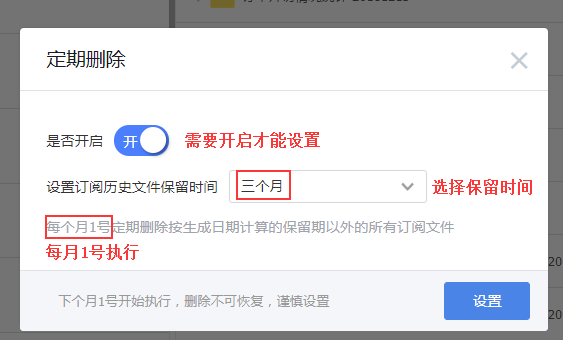 定期删除
是否开启 开 需要开启才能设置
设置订阅历史文件保留时间 三个月 选择保留时间
每个月1号定期删除按生成日期计算的保留期以外的所有订阅文件
每月1号执行
20
下个月1号开始执行，删除不可恢复，谨慎设置 设置
20